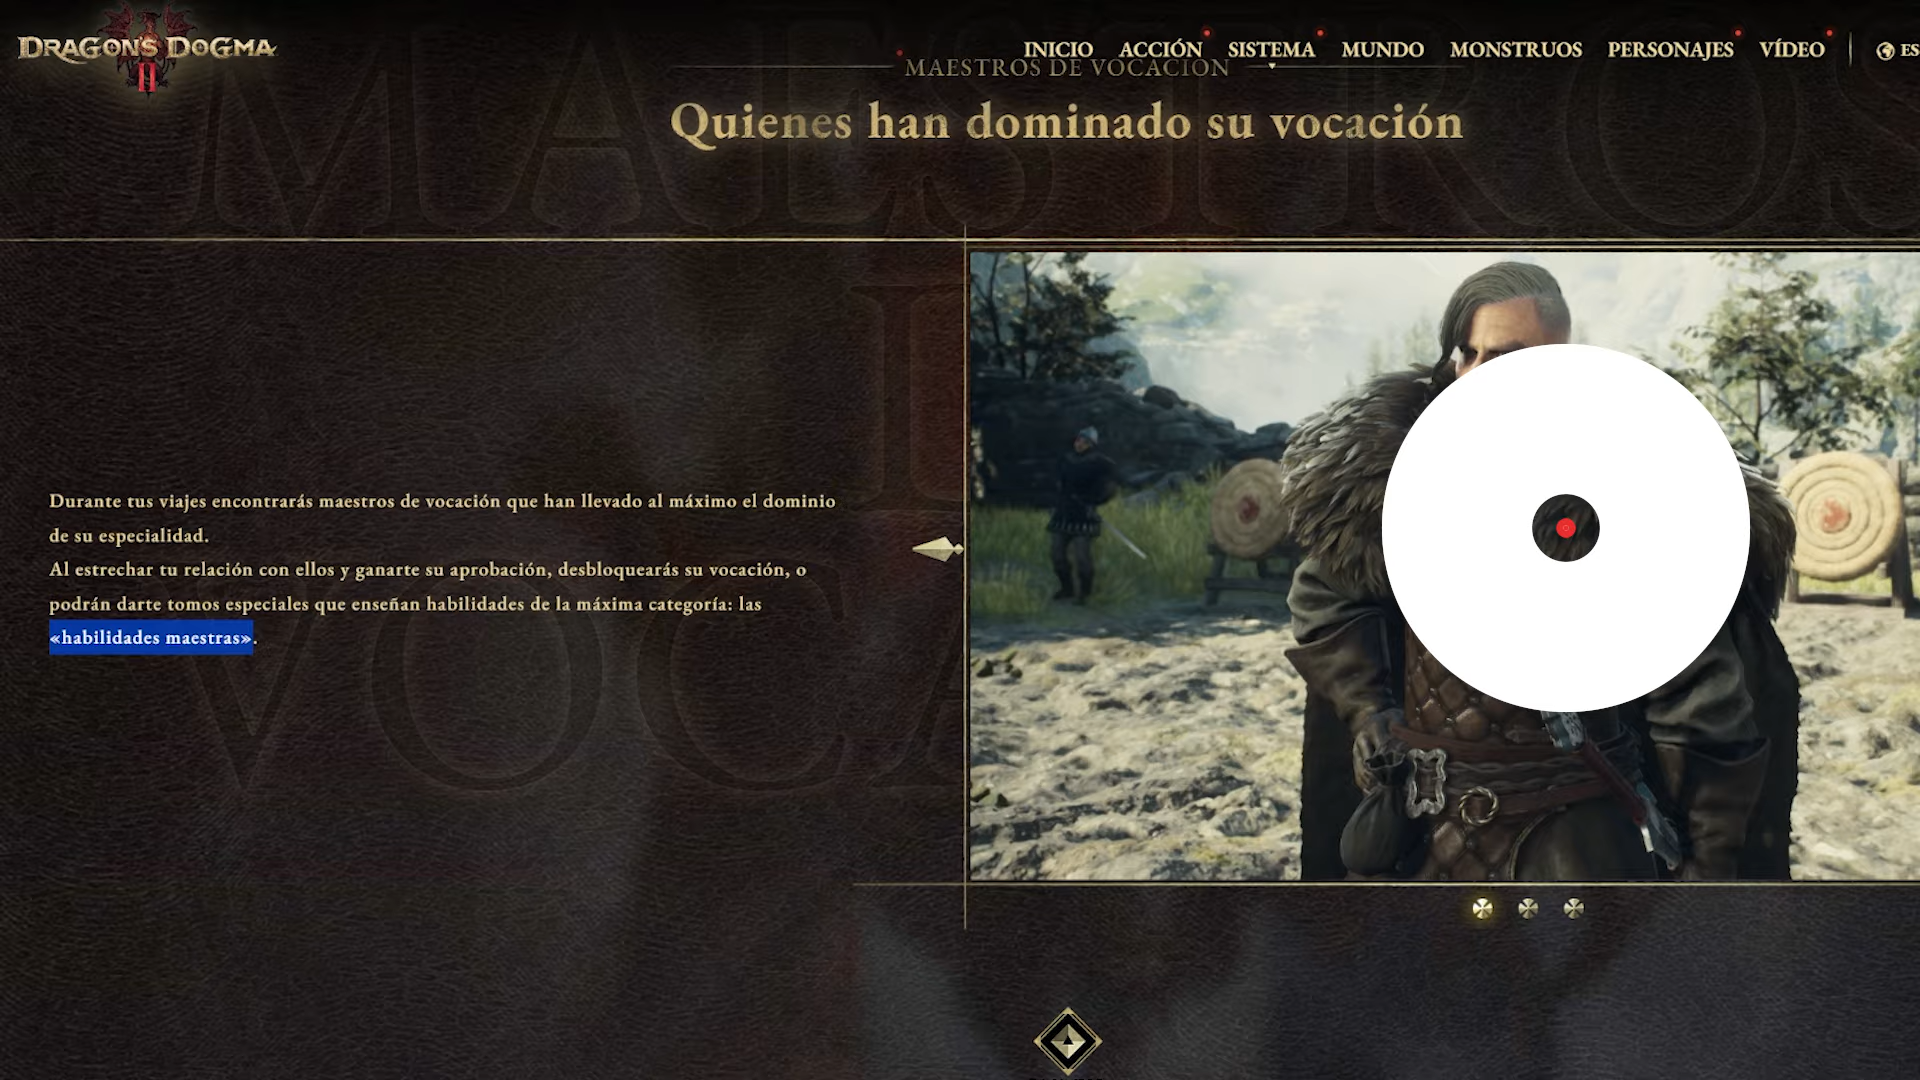 DRAGON'S DOGMA
II
INICIO
ACCIÓN
SISTEMA
MUNDO
MONSTRUOS
PERSONAJES
VÍDEO
ES
MAESTROS DE VOCACIÓN
Quienes han dominado su vocación
Durante tus viajes encontrarás maestros de vocación que han llevado al máximo el dominio
de su especialidad.
Al estrechar tu relación con ellos y ganarte su aprobación, desbloquearás su vocación, o
podrán darte tomos especiales que enseñan habilidades de la máxima categoría: las
«habilidades maestras».